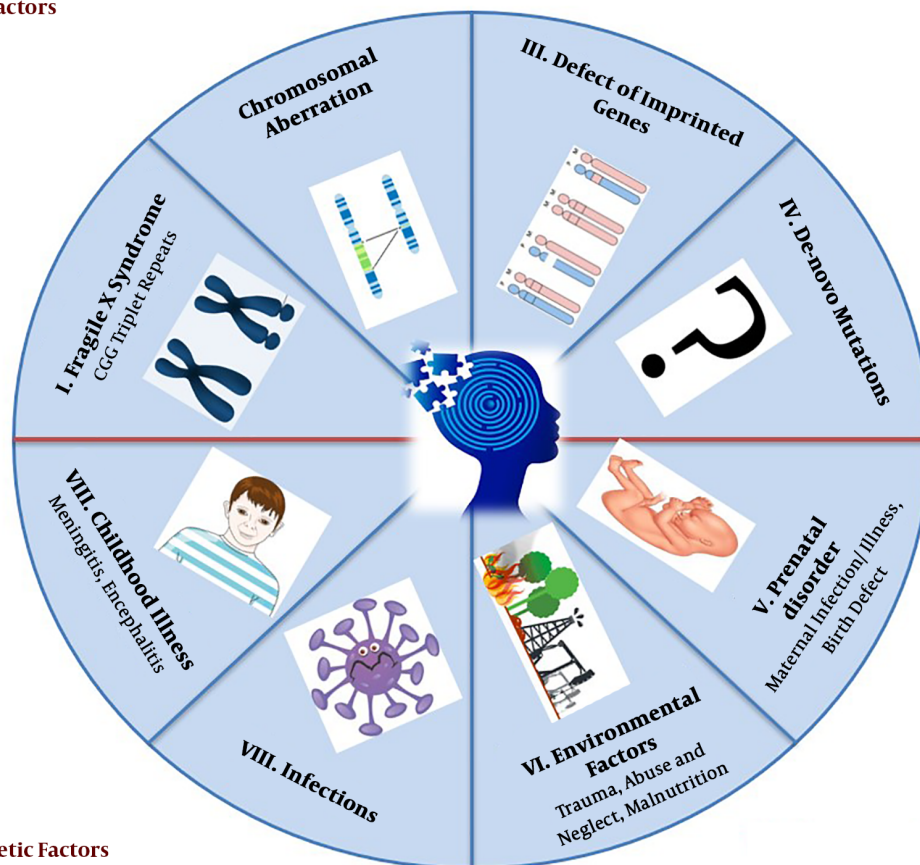 actors
Chromosomal
Aberration
III. Defect of Imprinted
Genes
I. Fragile X Syndrome
CGG Triplet Repeats
IV. De-novo Mutations
VIII. Childhood Illness
Meningitis, Encephalitis
V. Prenatal
disorder
Maternal Infection/ Illness,
Birth Defect
VIII. Infections
VI. Environmental
Factors
Trauma, Abuse and
Neglect, Malnutrition
etic Factors